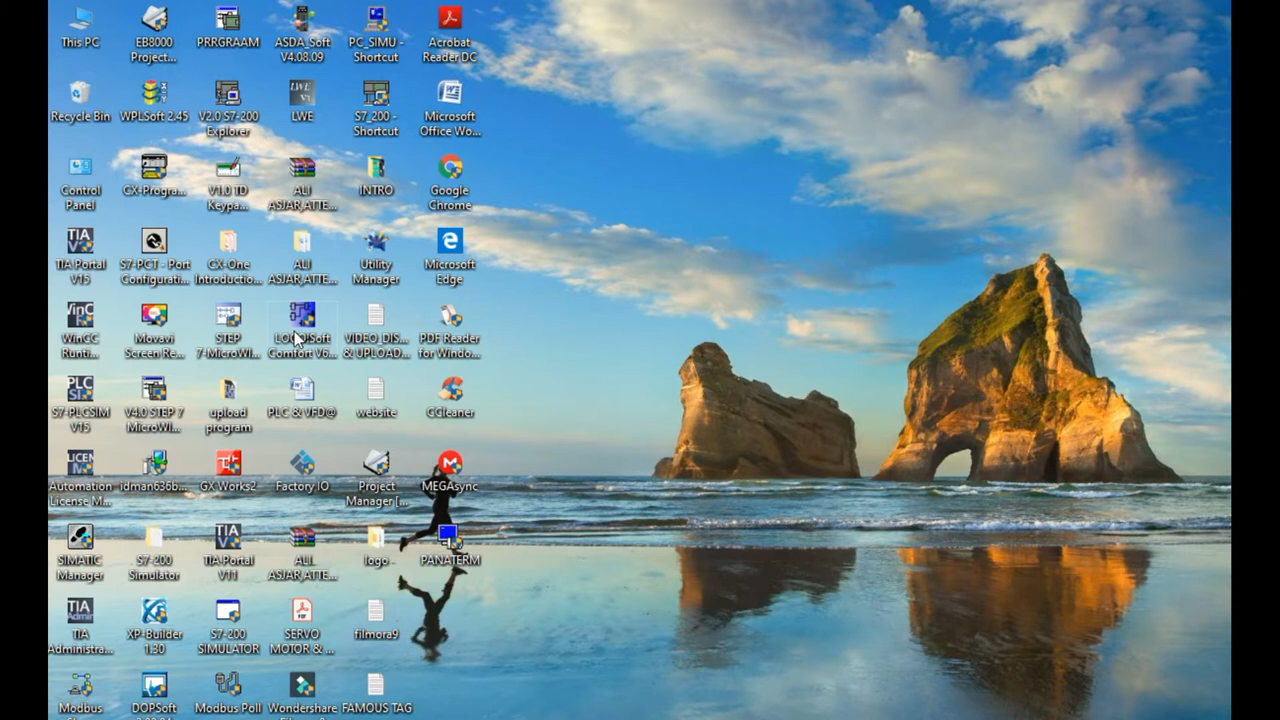 This PC
EB8000
Project...
PRRGRAAM
ASDA_Soft
V4.08.09
PC_SIMU -
Shortcut
Acrobat
Reader DC
Recycle Bin
WPLSoft 2.45
V2.0 S7-200
Explorer
LWE
S7_200 -
Shortcut
Microsoft
Office Wo...
Control
Panel
CX-Progra...
V1.0 TD
Keypa...
ALI
ASJAR,ATTE...
INTRO
Google
Chrome
TIA Portal
V15
S7-PCT - Port
Configurati...
CX-One
Introductio...
ALI
ASJAR,ATTE...
Utility
Manager
Microsoft
Edge
WinCC
Runti...
Movavi
Screen Re...
STEP
7-MicroWI...
Comfort V6...
VIDEO_DIS...
& UPLOAD...
PDF Reader
for Windo...
S7-PLCSIM
V15
V4.0 STEP 7
MicroWI...
upload
program
PLC & VFD@
website
CCleaner
Automation
License M...
idman636b...
GX Works2
Factory IO
Project
Manager [...
MEGAsync
SIMATIC
Manager
S7-200
Simulator
TIA Portal
V11
ALI
ASJAR,ATTE...
logo
PANATERM
TIA
Administra...
XP-Builder
1.30
S7-200
SIMULATOR
SERVO
MOTOR & ...
filmora9
Modbus
DOPSoft
Modbus Poll
Wondershare
FAMOUS TAG